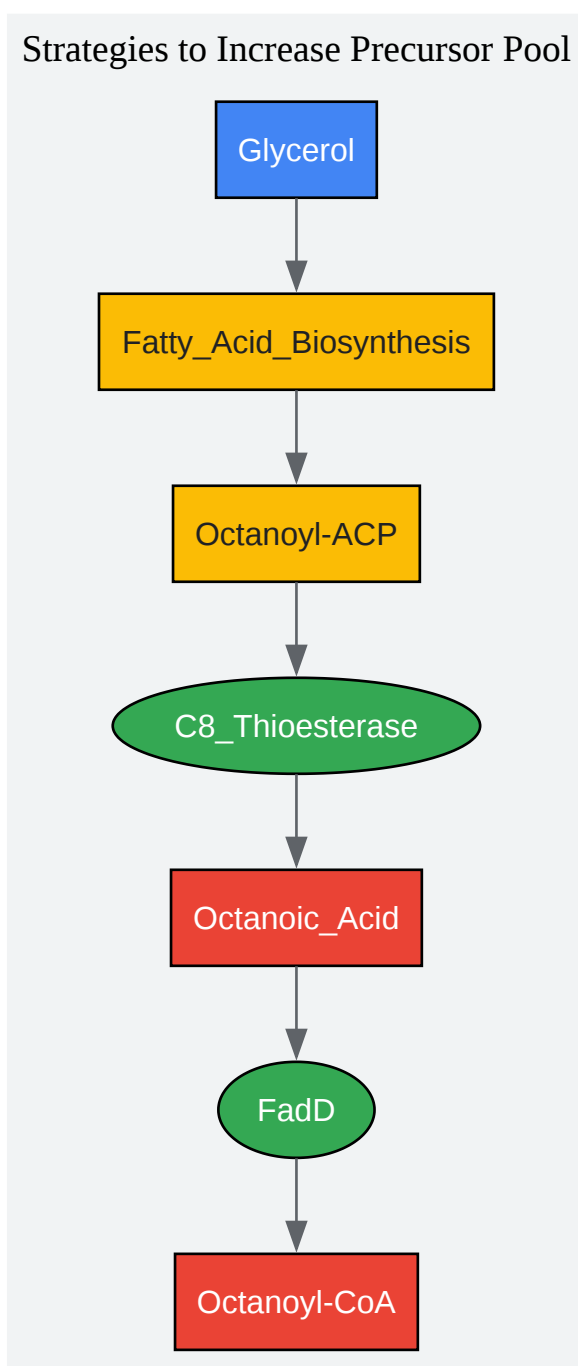 Strategies to Increase Precursor Pool
Glycerol
Fatty_Acid_Biosynthesis
Octanoyl-ACP
C8_Thioesterase
Octanoic_Acid
FadD
Octanoyl-CoA